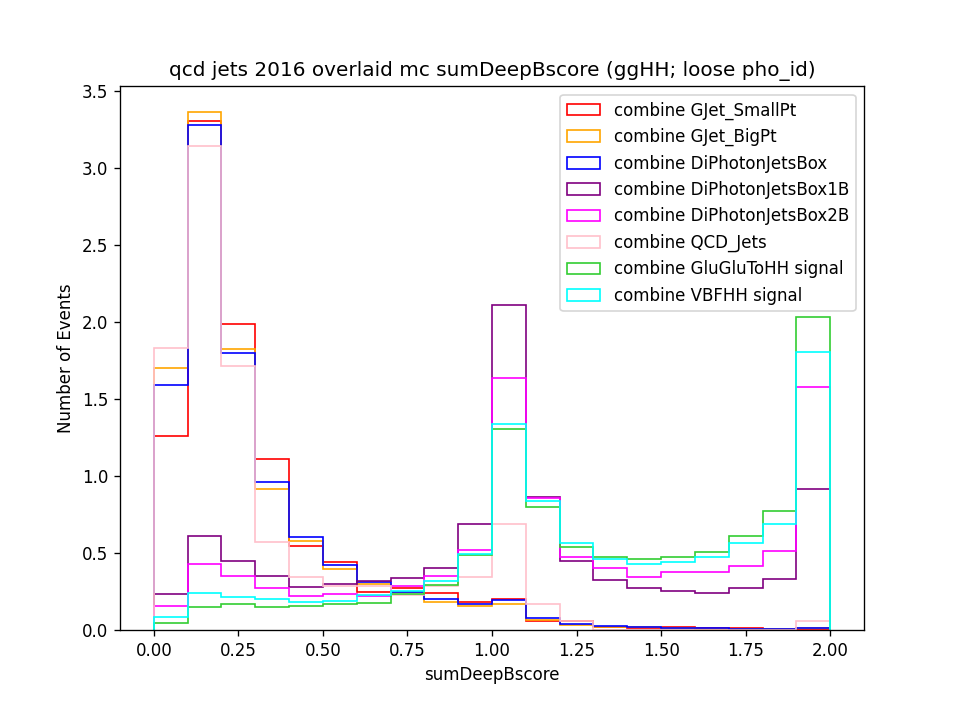 qcd jets 2016 overlaid mc sumDeepBscore (ggHH; loose pho_id)
3.5
3.0
2.5
2.0
1.5
1.0
0.5
0.0
Number of Events
combine GJet_SmallPt
combine GJet_BigPt
combine DiPhotonJetsBox
combine DiPhotonJetsBox1B
combine DiPhotonJetsBox2B
combine QCD_Jets
combine GluGluToHH signal
combine VBFHH signal
0.00 0.25 0.50 0.75 1.00 1.25 1.50 1.75 2.00
sumDeepBscore